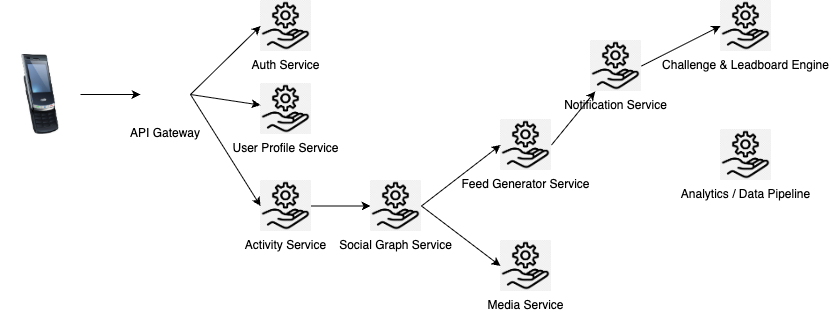 Auth Service
Challenge & Leadboard Engine
Notification Service
API Gateway
User Profile Service
Feed Generator Service
Analytics / Data Pipeline
Activity Service
Social Graph Service
Media Service